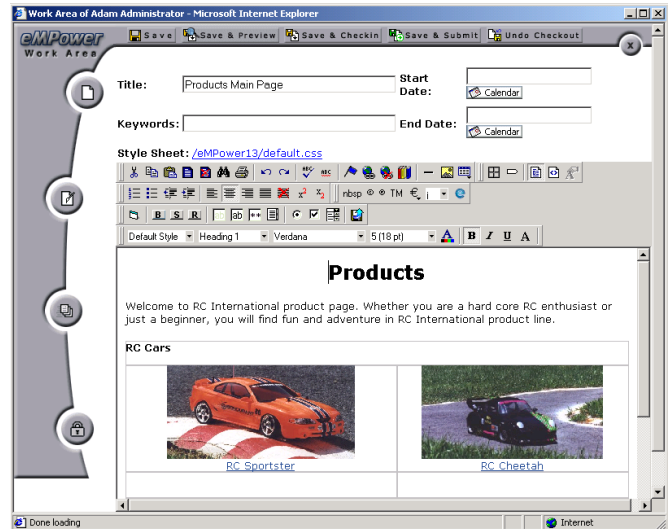 Work Area of Adam Administrator - Microsoft Internet Explorer
eMPower
Work Area
Save Save & Preview Save & Checkin Save & Submit Undo Checkout
Title: Products Main Page
Start Date:
Calendar
Keywords:
End Date:
Calendar
Style Sheet: /eMPower13/default.css
nbsp © ® TM €
B S R ab
Default Style Heading 1 Verdana 5 (18 pt) A B I U A
Products
Welcome to RC International product page. Whether you are a hard core RC enthusiast or
just a beginner, you will find fun and adventure in RC International product line.
RC Cars
RC Sportster RC Cheetah
Done loading Internet